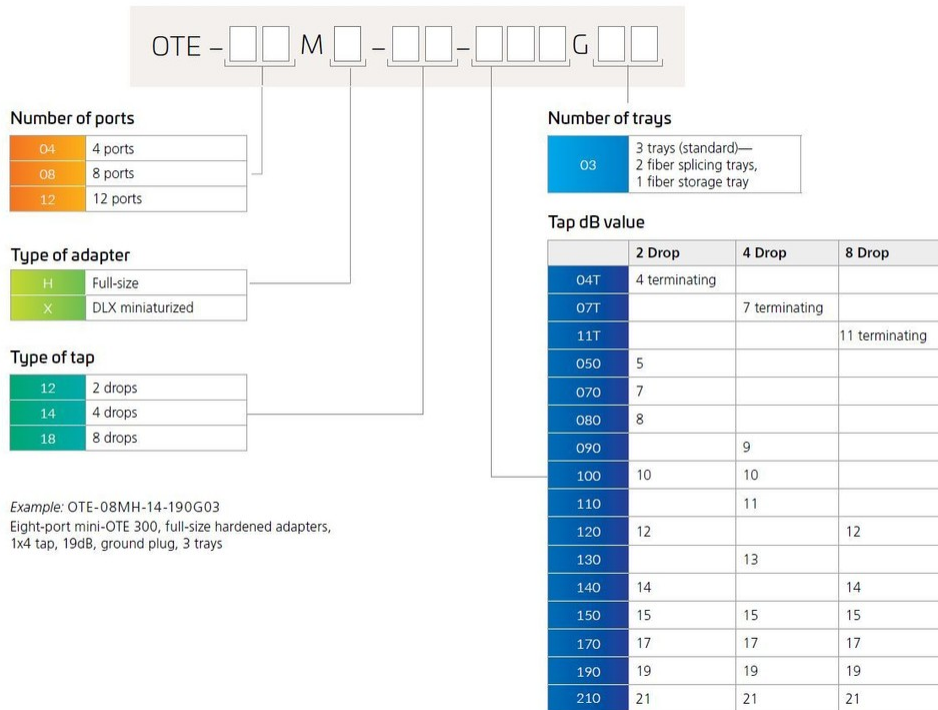 OTE – M – – G
Number of ports
04 4 ports
08 8 ports
12 12 ports
Type of adapter
H Full-size
X DLX miniaturized
Type of tap
12 2 drops
14 4 drops
18 8 drops
Example: OTE-08MH-14-190G03
Eight-port mini-OTE 300, full-size hardened adapters,
1x4 tap, 19dB, ground plug, 3 trays
Number of trays
03 3 trays (standard)—
2 fiber splicing trays,
1 fiber storage tray
Tap dB value
2 Drop 4 Drop 8 Drop
04T 4 terminating
07T 7 terminating
11T 11 terminating
050 5
070 7
080 8
090 9
100 10 10
110 11
120 12 12
130 13
140 14 14
150 15 15 15
170 17 17 17
190 19 19 19
210 21 21 21